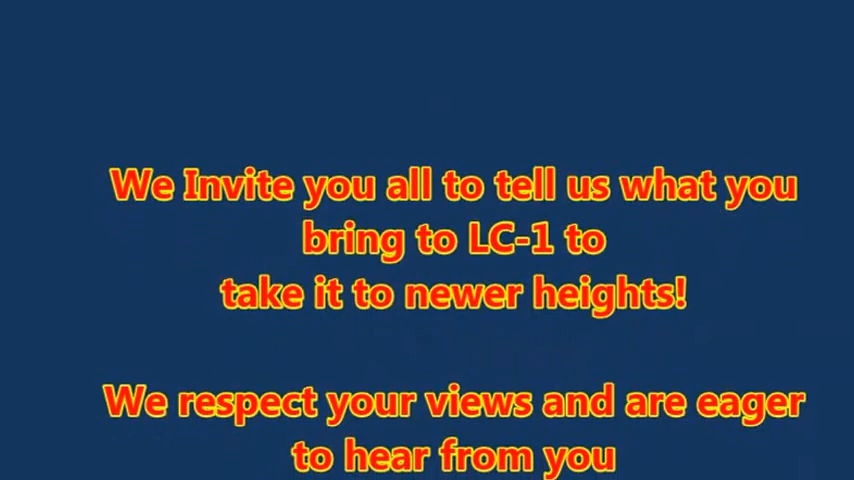 We Invite you all to tell us what you
bring to LC-1 to
take it to newer heights!
We respect your views and are eager
to hear from you